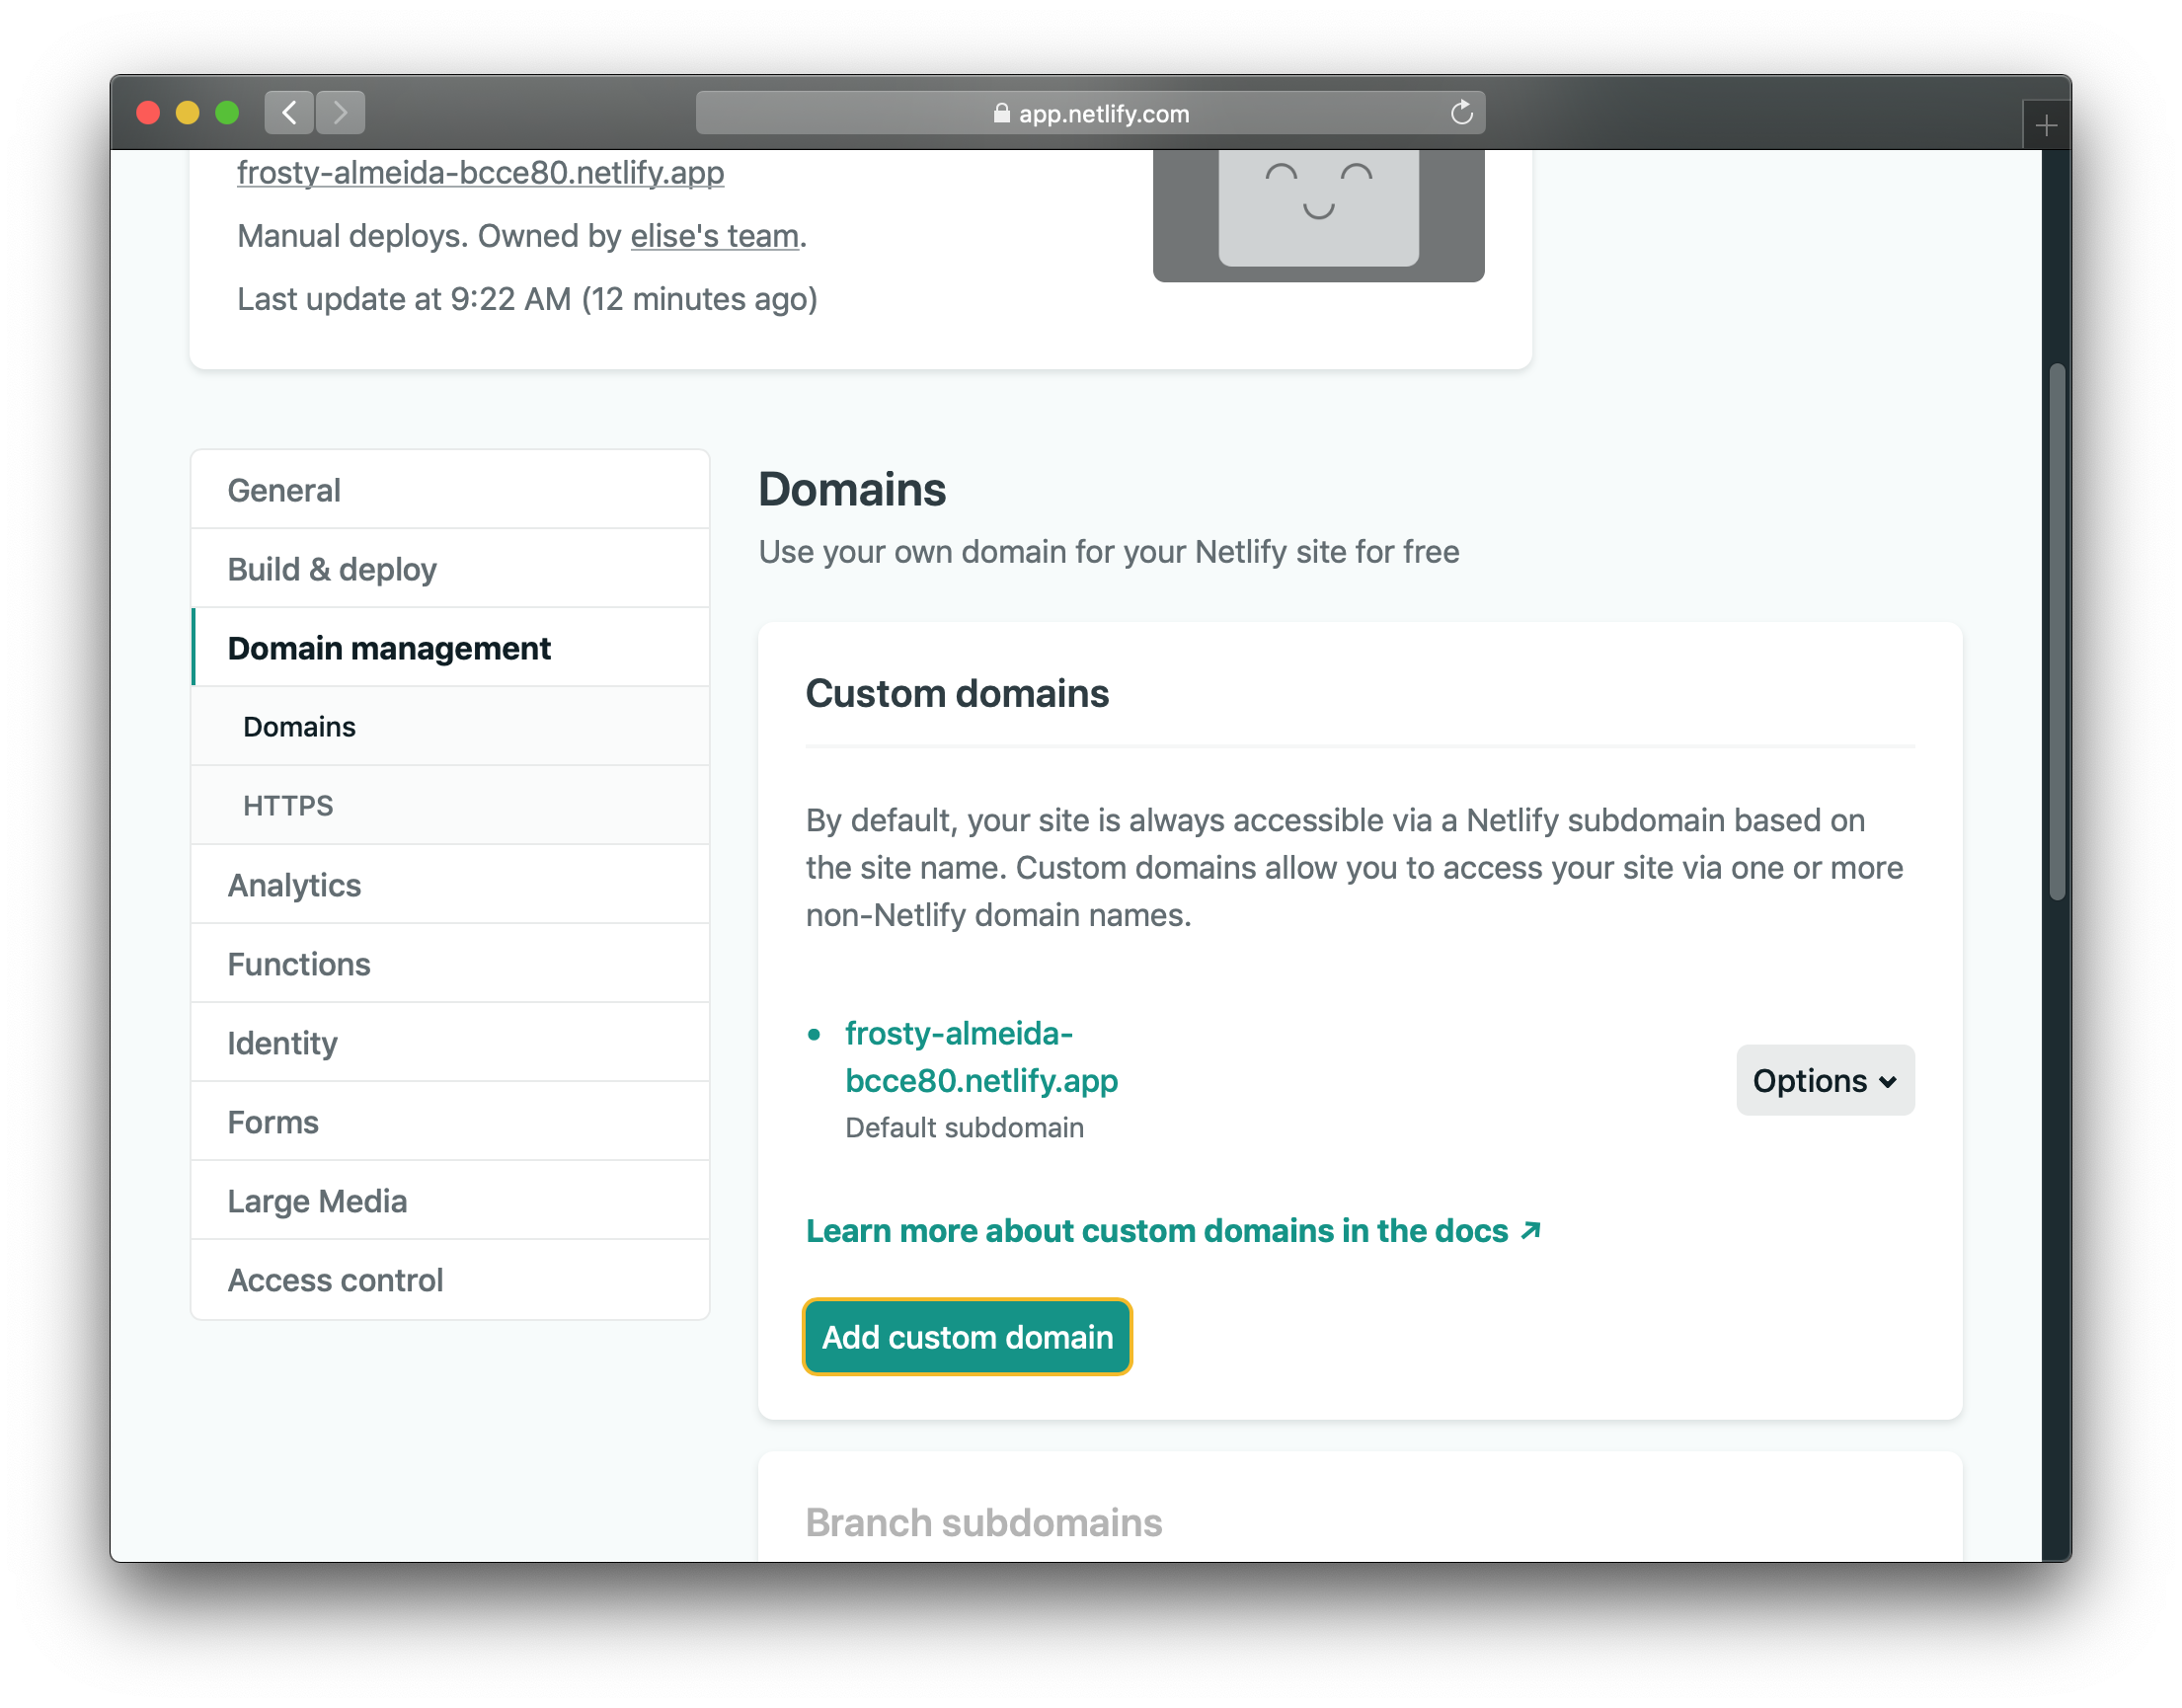 app.netlify.com
frosty-almeida-bcce80.netlify.app
Manual deploys. Owned by elise's team.
Last update at 9:22 AM (12 minutes ago)
General
Build & deploy
Domain management
Domains
HTTPS
Analytics
Functions
Identity
Forms
Large Media
Access control
Domains
Use your own domain for your Netlify site for free
Custom domains
By default, your site is always accessible via a Netlify subdomain based on
the site name. Custom domains allow you to access your site via one or more
non-Netlify domain names.
frosty-almeida-
bcce80.netlify.app
Default subdomain
Options
Learn more about custom domains in the docs ↗
Add custom domain
Branch subdomains